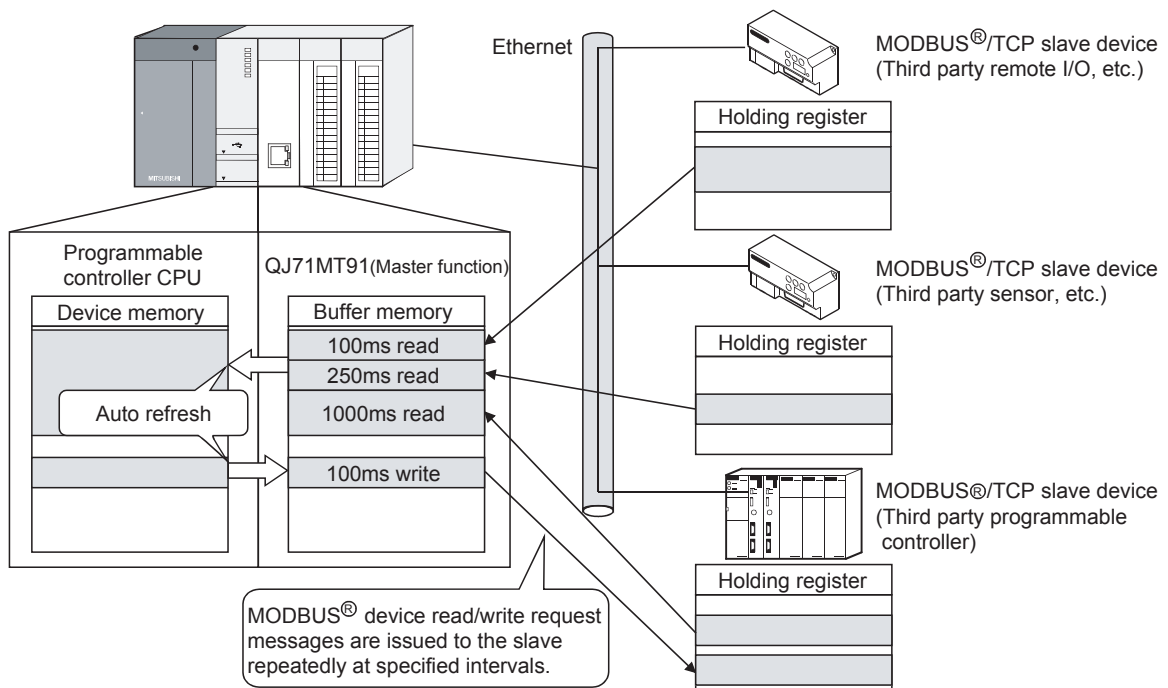 MITSUBISHI
Ethernet
MODBUS®/TCP slave device
(Third party remote I/O, etc.)
Holding register
Programmable
controller CPU
Device memory
Auto refresh
QJ71MT91(Master function)
Buffer memory
100ms read
250ms read
1000ms read
100ms write
MODBUS®/TCP slave device
(Third party sensor, etc.)
Holding register
MODBUS®/TCP slave device
(Third party programmable
controller)
Holding register
MODBUS® device read/write request
messages are issued to the slave
repeatedly at specified intervals.